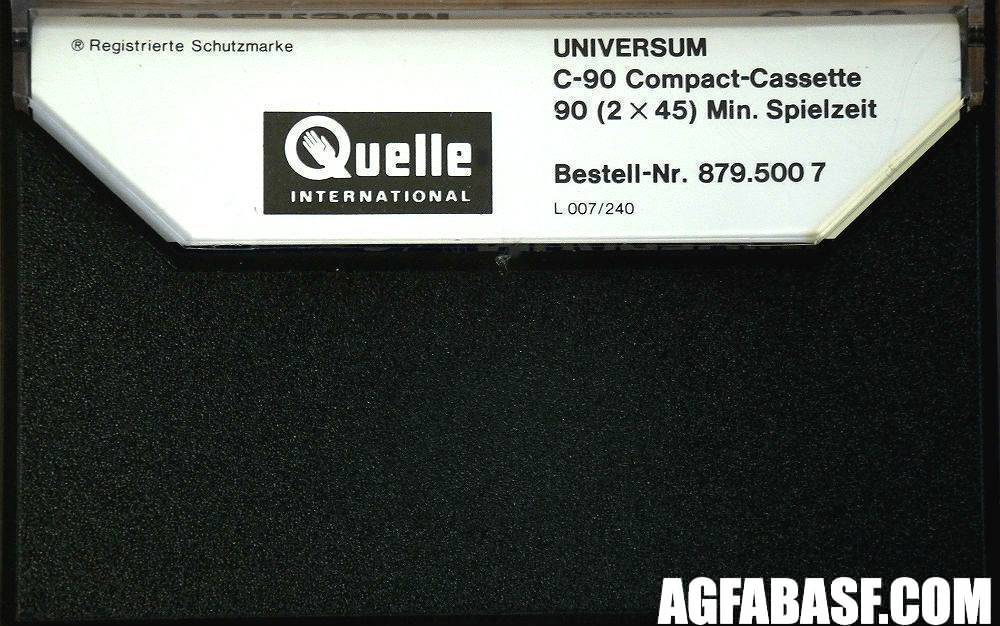 ® Registrierte Schutzmarke
Quelle
INTERNATIONAL
UNIVERSUM
C-90 Compact-Cassette
90 (2 × 45) Min. Spielzeit
Bestell-Nr. 879.500 7
L 007/240
AGFABASF.COM